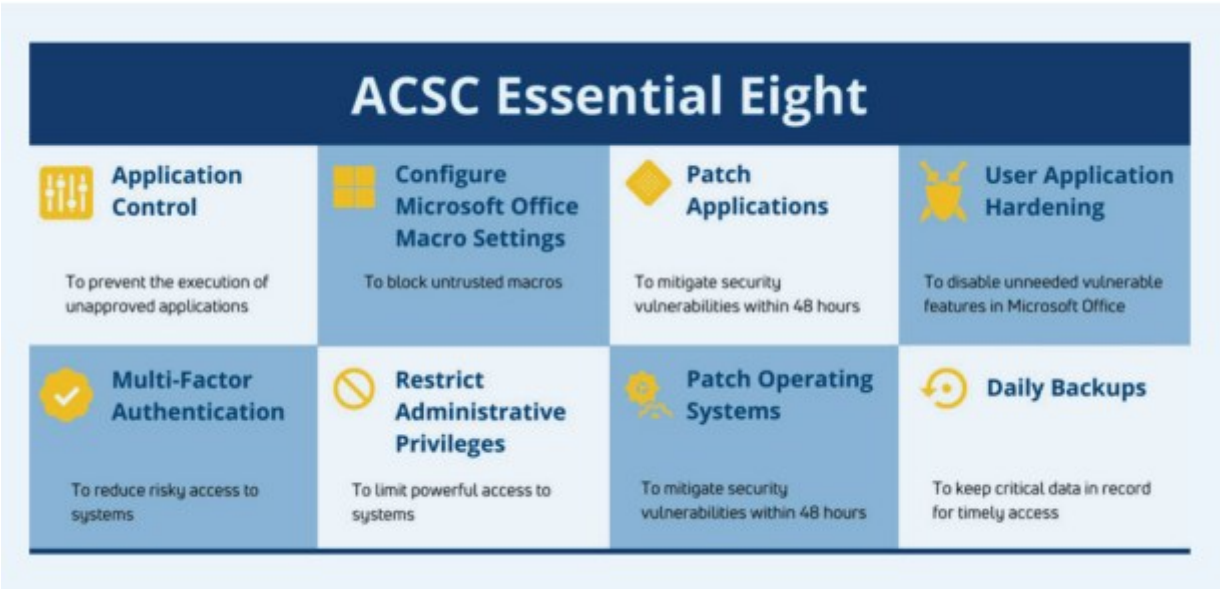 ACSC Essential Eight
Application
Control
To prevent the execution of
unapproved applications
Configure
Microsoft Office
Macro Settings
To block untrusted macros
Patch
Applications
To mitigate security
vulnerabilities within 48 hours
User Application
Hardening
To disable unneeded vulnerable
features in Microsoft Office
Multi-Factor
Authentication
To reduce risky access to
systems
Restrict
Administrative
Privileges
To limit powerful access to
systems
Patch Operating
Systems
To mitigate security
vulnerabilities within 48 hours
Daily Backups
To keep critical data in record
for timely access